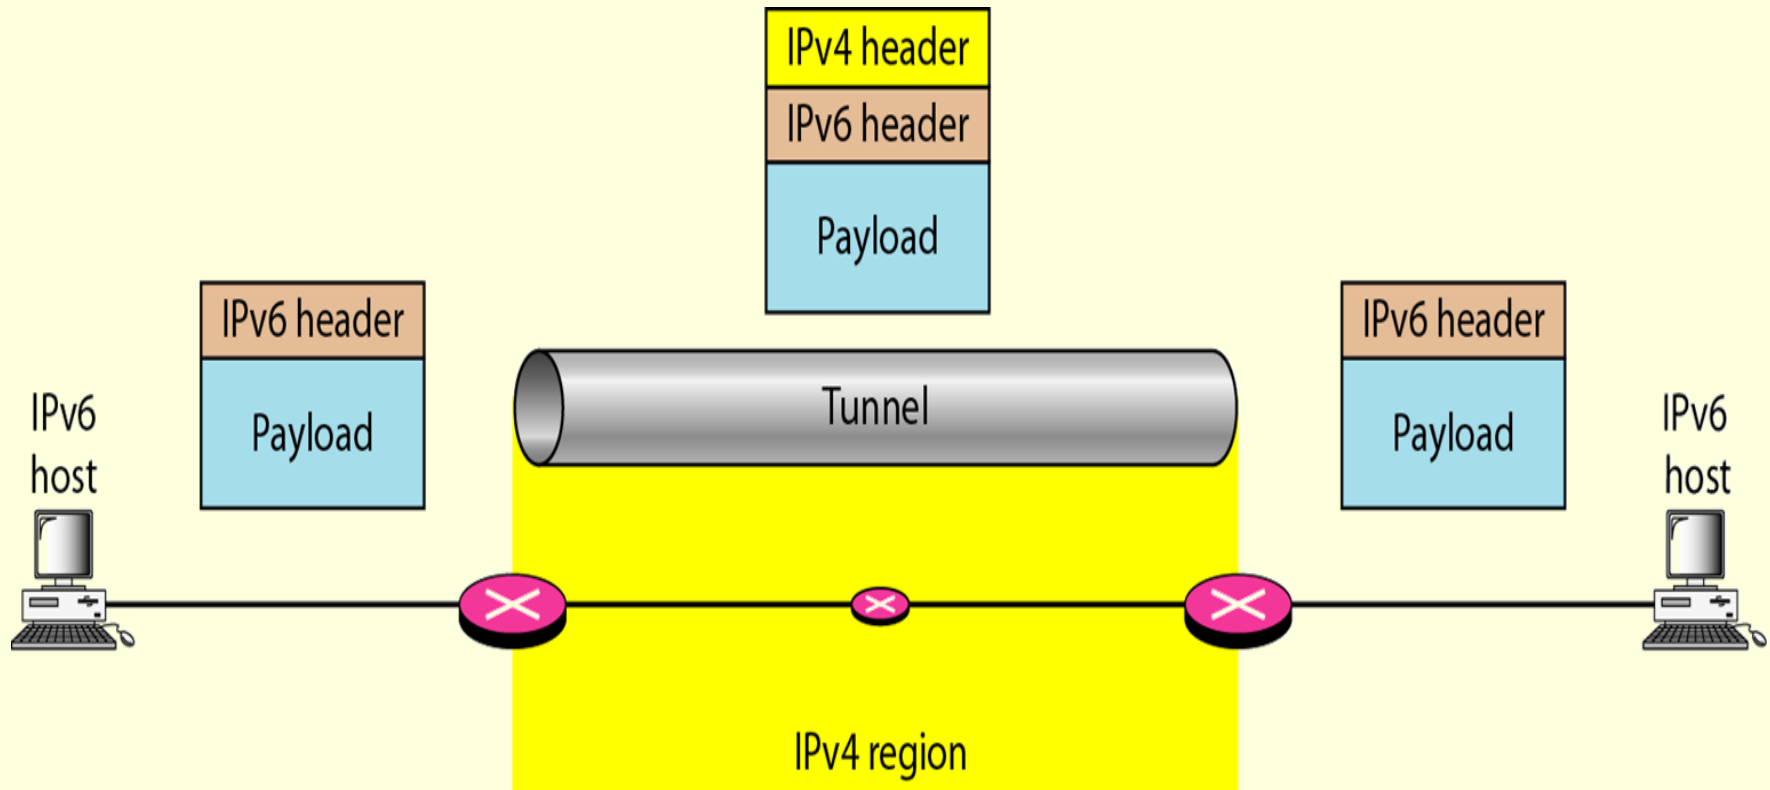 IPv4 header
IPv6 header
Payload
IPv6 header
Payload
IPv6 header
Payload
IPv6
host
Tunnel
IPv6
host
IPv4 region